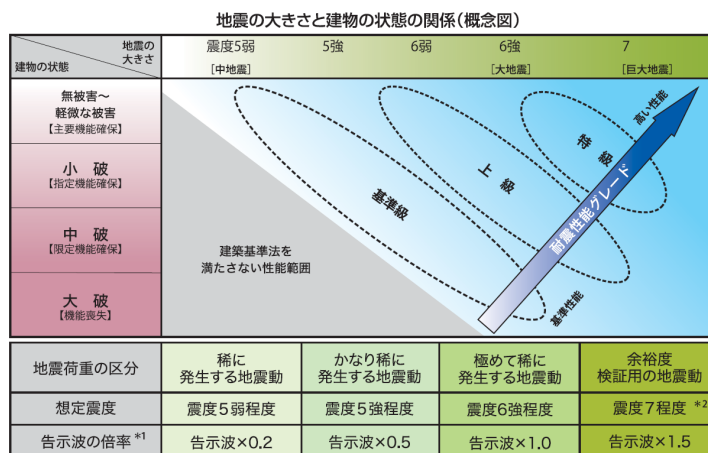 地震の大きさと建物の状態の関係（概念図）
地震の
大きさ
建物の状態
震度5弱
5強
6弱
6強
7
［中地震］
［大地震］
［巨大地震］
無被害～
軽微な被害
【主要機能確保】
小　破
【指定機能確保】
中　破
【限定機能確保】
大　破
【機能喪失】
高い性能
特級
上級
基準級
耐震性能グレード
基準性能
建築基準法を
満たさない性能範囲
地震荷重の区分
稀に
発生する地震動
かなり稀に
発生する地震動
極めて稀に
発生する地震動
余裕度
検証用の地震動
想定震度
震度5弱程度
震度5強程度
震度6強程度
震度7程度 *2
告示波の倍率 *1
告示波×0.2
告示波×0.5
告示波×1.0
告示波×1.5